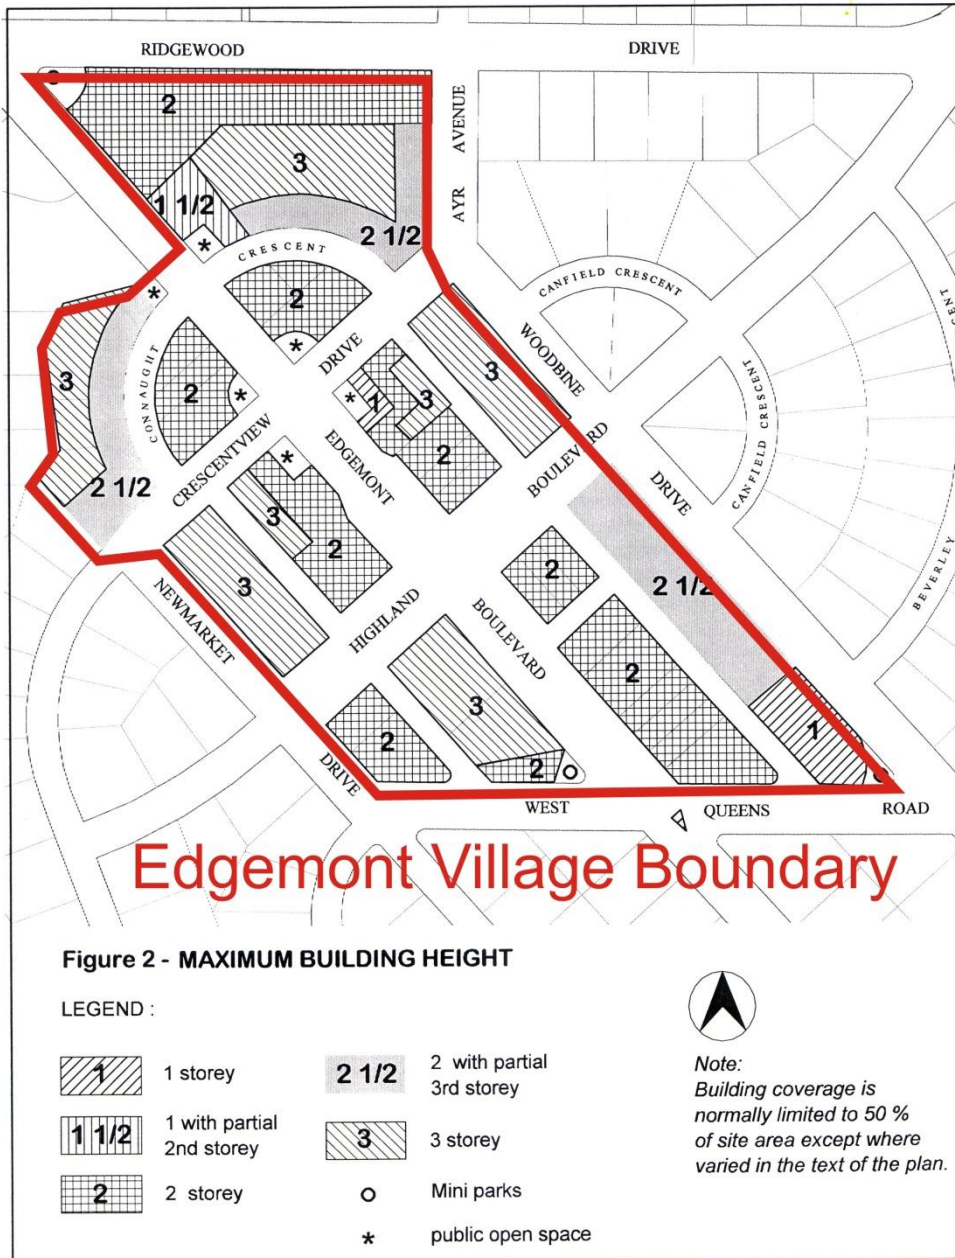 RIDGEWOOD DRIVE
AVENUE
AYR
2
3
1 1/2
*
2 1/2
CRESCENT
*
CANFIELD CRESCENT
2
*
DRIVE
WOODBINE
3
3
CONNAUGHT
2
*
*
1
3
2
CANFIELD CRESCENT
CRESCENTVIEW
EDGEMONT
BOULEVARD
DRIVE
2 1/2
*
3
2
3
2
2 1/2
BEVERLEY
NEWMARKET
HIGHLAND
BOULEVARD
2
3
1
2
2
DRIVE
WEST QUEENS ROAD
Edgemont Village Boundary
Figure 2 - MAXIMUM BUILDING HEIGHT
LEGEND :
1 1 storey
1 1/2 1 with partial
2nd storey
2 2 storey
2 1/2 2 with partial
3rd storey
3 3 storey
Mini parks
* public open space
Note:
Building coverage is
normally limited to 50 %
of site area except where
varied in the text of the plan.